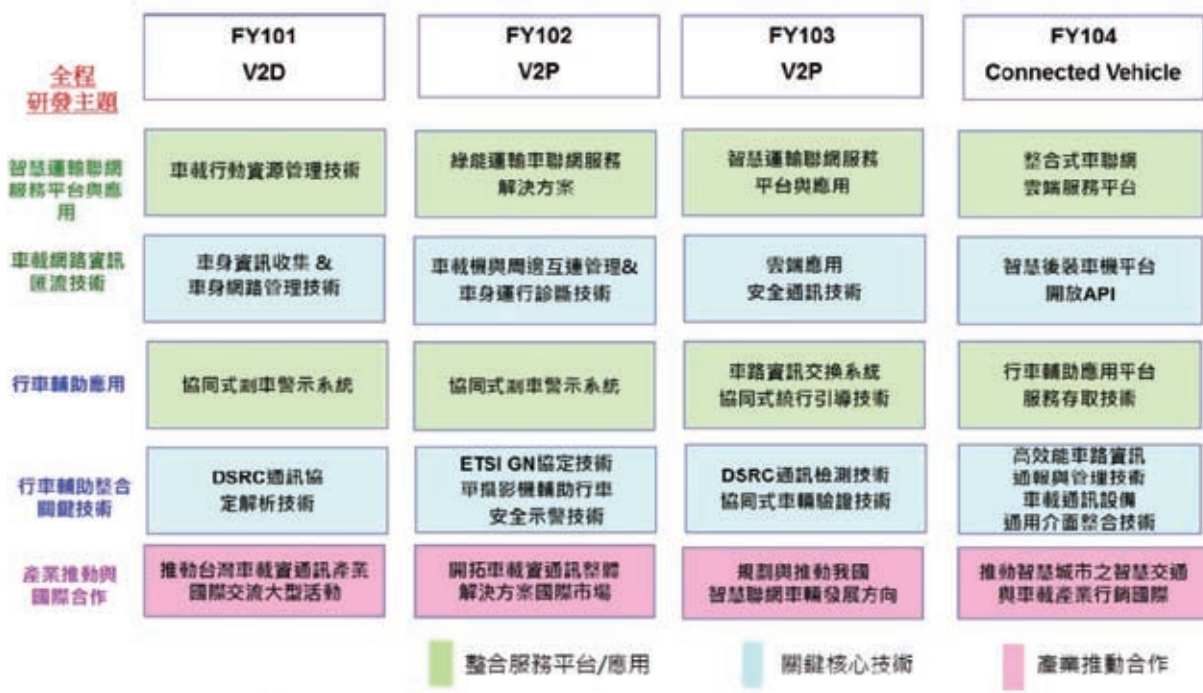 FY101
V2D
FY102
V2P
FY103
V2P
FY104
Connected Vehicle
全程
研發主題
智慧運輸聯網
服務平台與應
用
車載行動資源管理技術
綠能運輸車聯網服務
解決方案
智慧運輸聯網服務
平台與應用
整合式車聯網
雲端服務平台
車載網路資訊
匯流技術
車身資訊收集 &
車身網路管理技術
車載機與周邊互連管理&
車身運行診斷技術
雲端應用
安全通訊技術
智慧後裝車機平台
開放API
行車輔助應用
協同式剎車警示系統
協同式剎車警示系統
車路資訊交換系統
協同式繞行引導技術
行車輔助應用平台
服務存取技術
行車輔助整合
關鍵技術
DSRC通訊協
定解析技術
ETSI GN協定技術
單攝影機輔助行車
安全示警技術
DSRC通訊檢測技術
協同式車輛驗證技術
高效能車路資訊
通報與管理技術
車載通訊設備
通用介面整合技術
產業推動與
國際合作
推動台灣車載資通訊產業
國際交流大型活動
開拓車載資通訊整體
解決方案國際市場
規劃與推動我國
智慧聯網車輛發展方向
推動智慧城市之智慧交通
與車載產業行銷國際
整合服務平台/應用
關鍵核心技術
產業推動合作